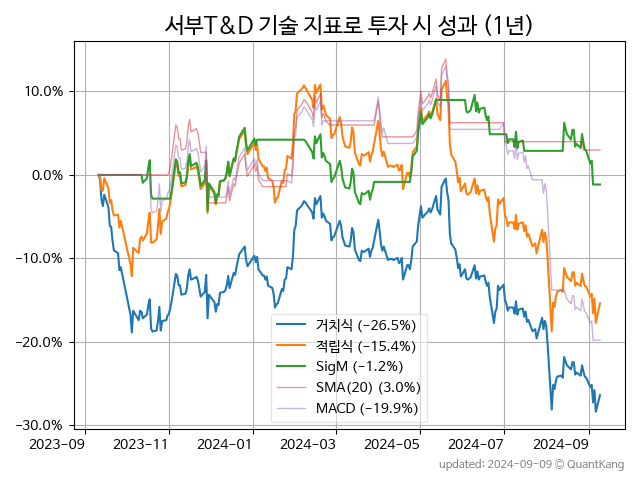 서부T&D 기술 지표로 투자 시 성과 (1년)
10.0%
0.0%
−10.0%
−20.0%
−30.0%
거치식 (−26.5%)
적립식 (−15.4%)
SigM (−1.2%)
SMA(20) (3.0%)
MACD (−19.9%)
2023-09
2023-11
2024-01
2024-03
2024-05
2024-07
2024-09
updated: 2024-09-09 © QuantKang